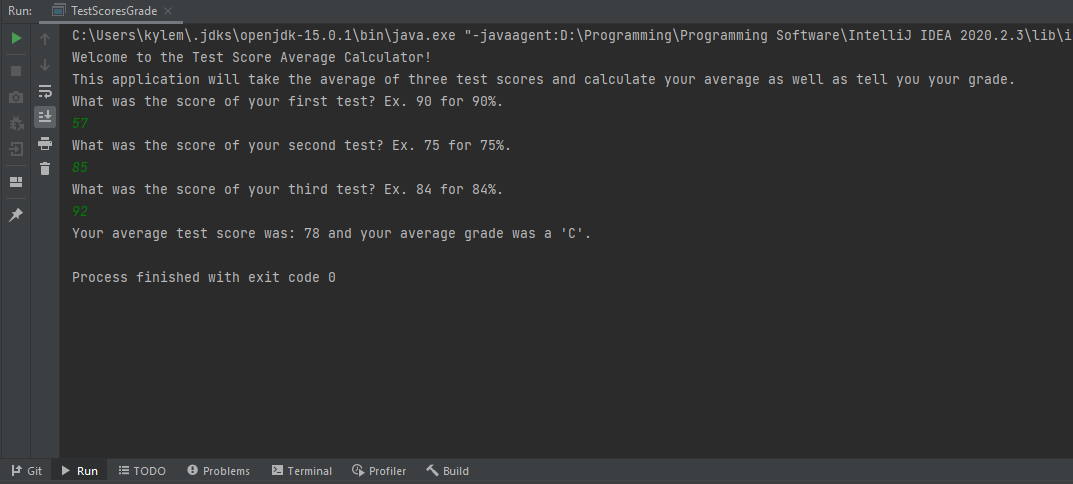 Run: TestScoresGrade
C:\Users\kylem\.jdks\openjdk-15.0.1\bin\java.exe "-javaagent:D:\Programming\Programming Software\IntelliJ IDEA 2020.2.3\lib\i
Welcome to the Test Score Average Calculator!
This application will take the average of three test scores and calculate your average as well as tell you your grade.
What was the score of your first test? Ex. 90 for 90%.
57
What was the score of your second test? Ex. 75 for 75%.
85
What was the score of your third test? Ex. 84 for 84%.
92
Your average test score was: 78 and your average grade was a 'C'.
Process finished with exit code 0
Git Run TODO Problems Terminal Profiler Build